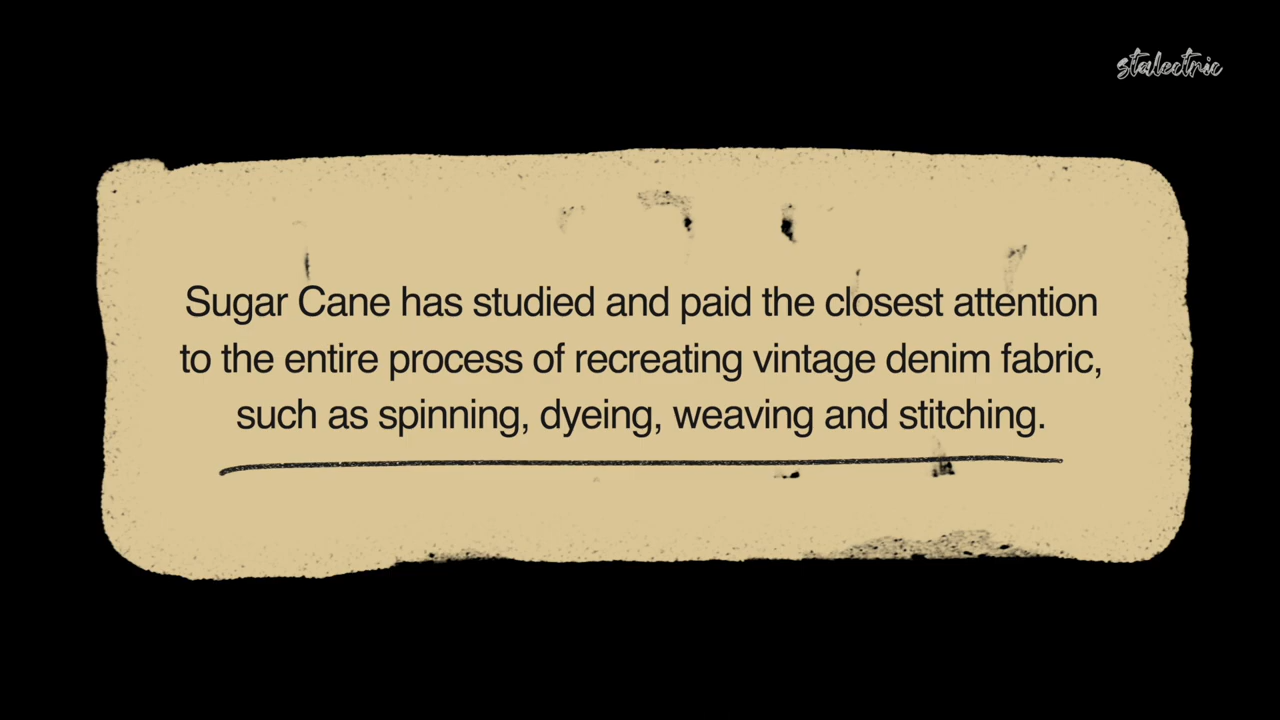 stalectric
Sugar Cane has studied and paid the closest attention
to the entire process of recreating vintage denim fabric,
such as spinning, dyeing, weaving and stitching.